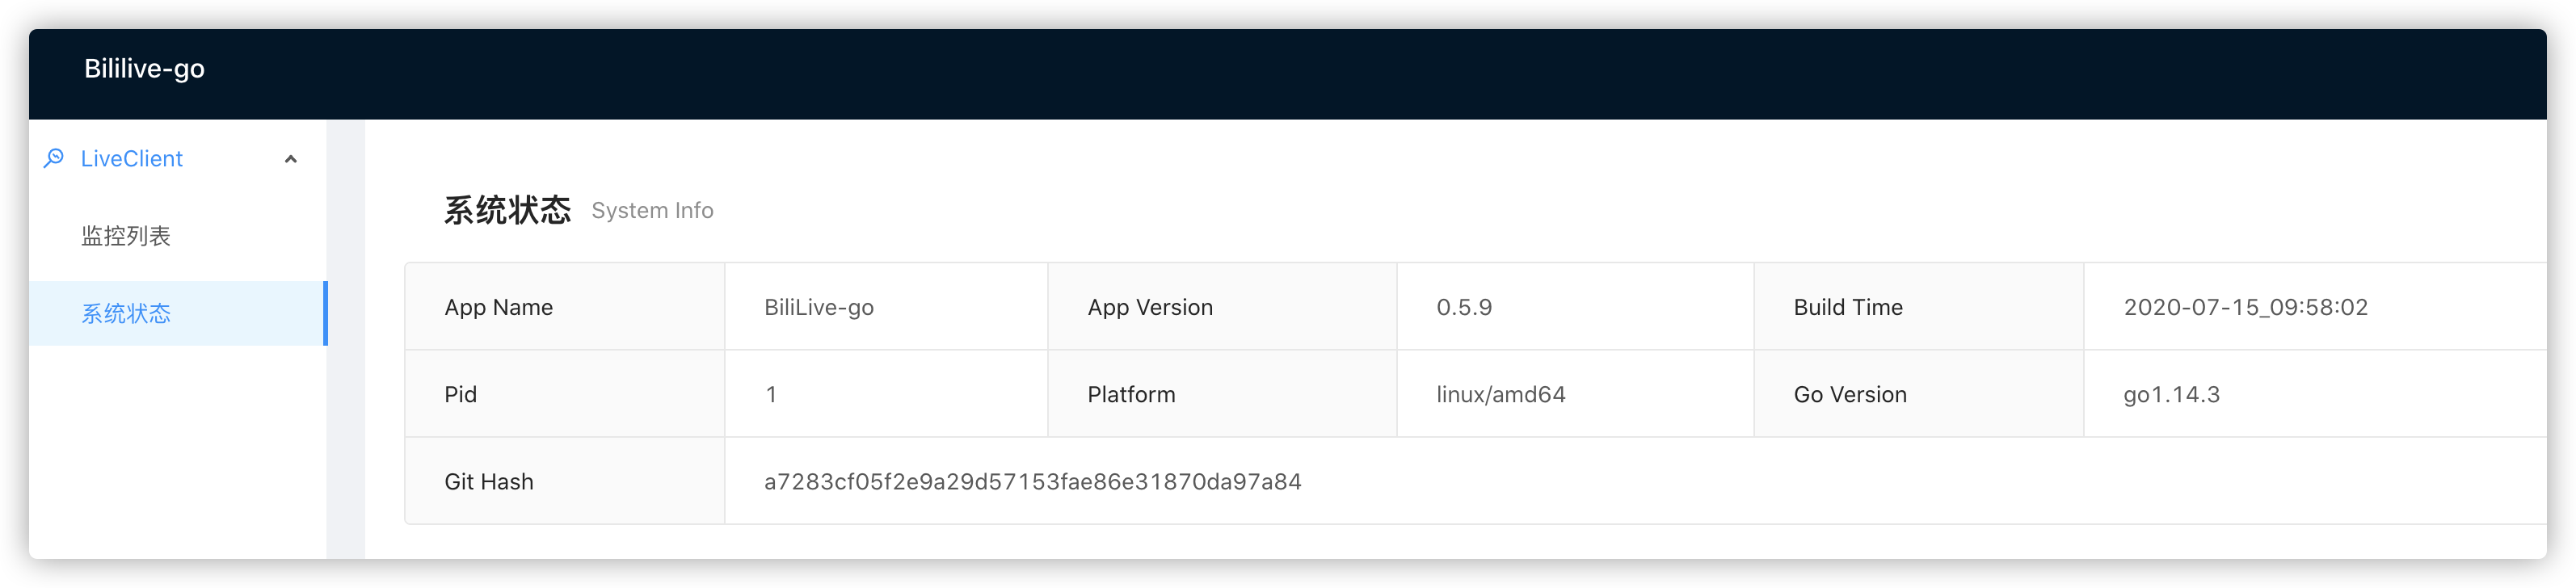 Bililive-go
LiveClient
监控列表
系统状态
系统状态 System Info
App Name BiliLive-go App Version 0.5.9 Build Time 2020-07-15_09:58:02
Pid 1 Platform linux/amd64 Go Version go1.14.3
Git Hash a7283cf05f2e9a29d57153fae86e31870da97a84